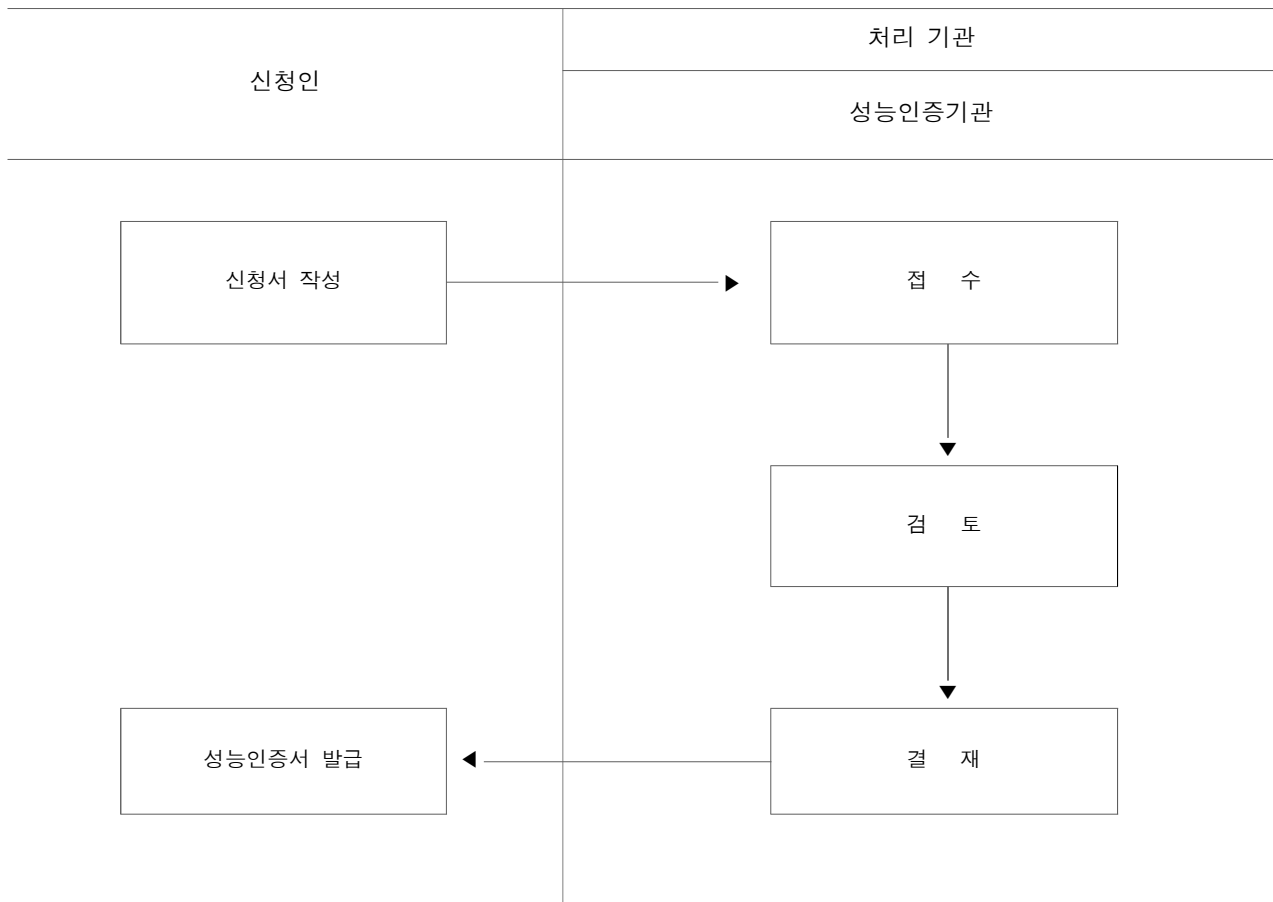 처리 기관
신청인
성능인증기관
신청서 작성
접 수
검 토
성능인증서 발급
결 재